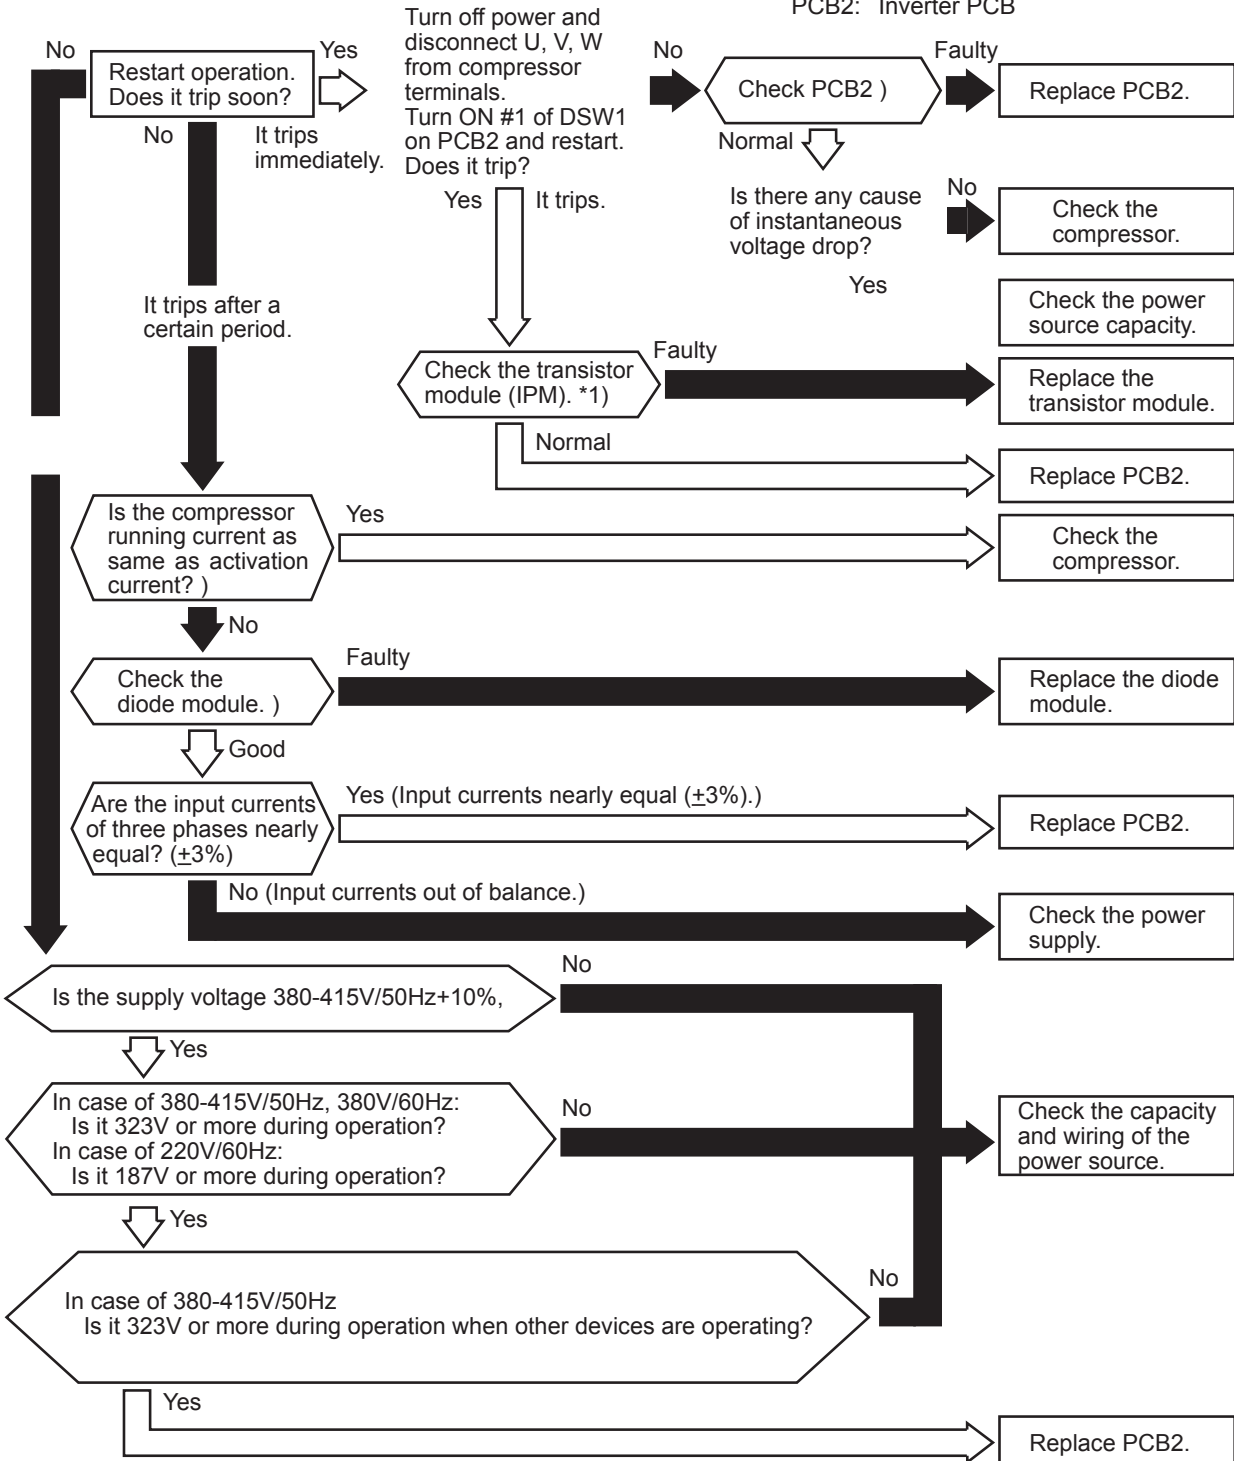 PCB2: Inverter PCB
No
Restart operation.
Does it trip soon?
Yes
Turn off power and
disconnect U, V, W
from compressor
terminals.
Turn ON #1 of DSW1
on PCB2 and restart.
Does it trip?
No
Check PCB2 )
Faulty
Replace PCB2.
No
It trips
immediately.
Normal
Yes
It trips.
Is there any cause
of instantaneous
voltage drop?
No
Check the
compressor.
Yes
Check the power
source capacity.
It trips after a
certain period.
Check the transistor
module (IPM). *1)
Faulty
Replace the
transistor module.
Normal
Replace PCB2.
Is the compressor
running current as
same as activation
current? )
Yes
Check the
compressor.
No
Check the
diode module. )
Faulty
Replace the diode
module.
Good
Are the input currents
of three phases nearly
equal? (±3%)
Yes (Input currents nearly equal (±3%).)
Replace PCB2.
No (Input currents out of balance.)
Check the power
supply.
Is the supply voltage 380-415V/50Hz+10%,
No
Yes
In case of 380-415V/50Hz, 380V/60Hz:
Is it 323V or more during operation?
In case of 220V/60Hz:
Is it 187V or more during operation?
No
Check the capacity
and wiring of the
power source.
Yes
In case of 380-415V/50Hz
Is it 323V or more during operation when other devices are operating?
No
Yes
Replace PCB2.